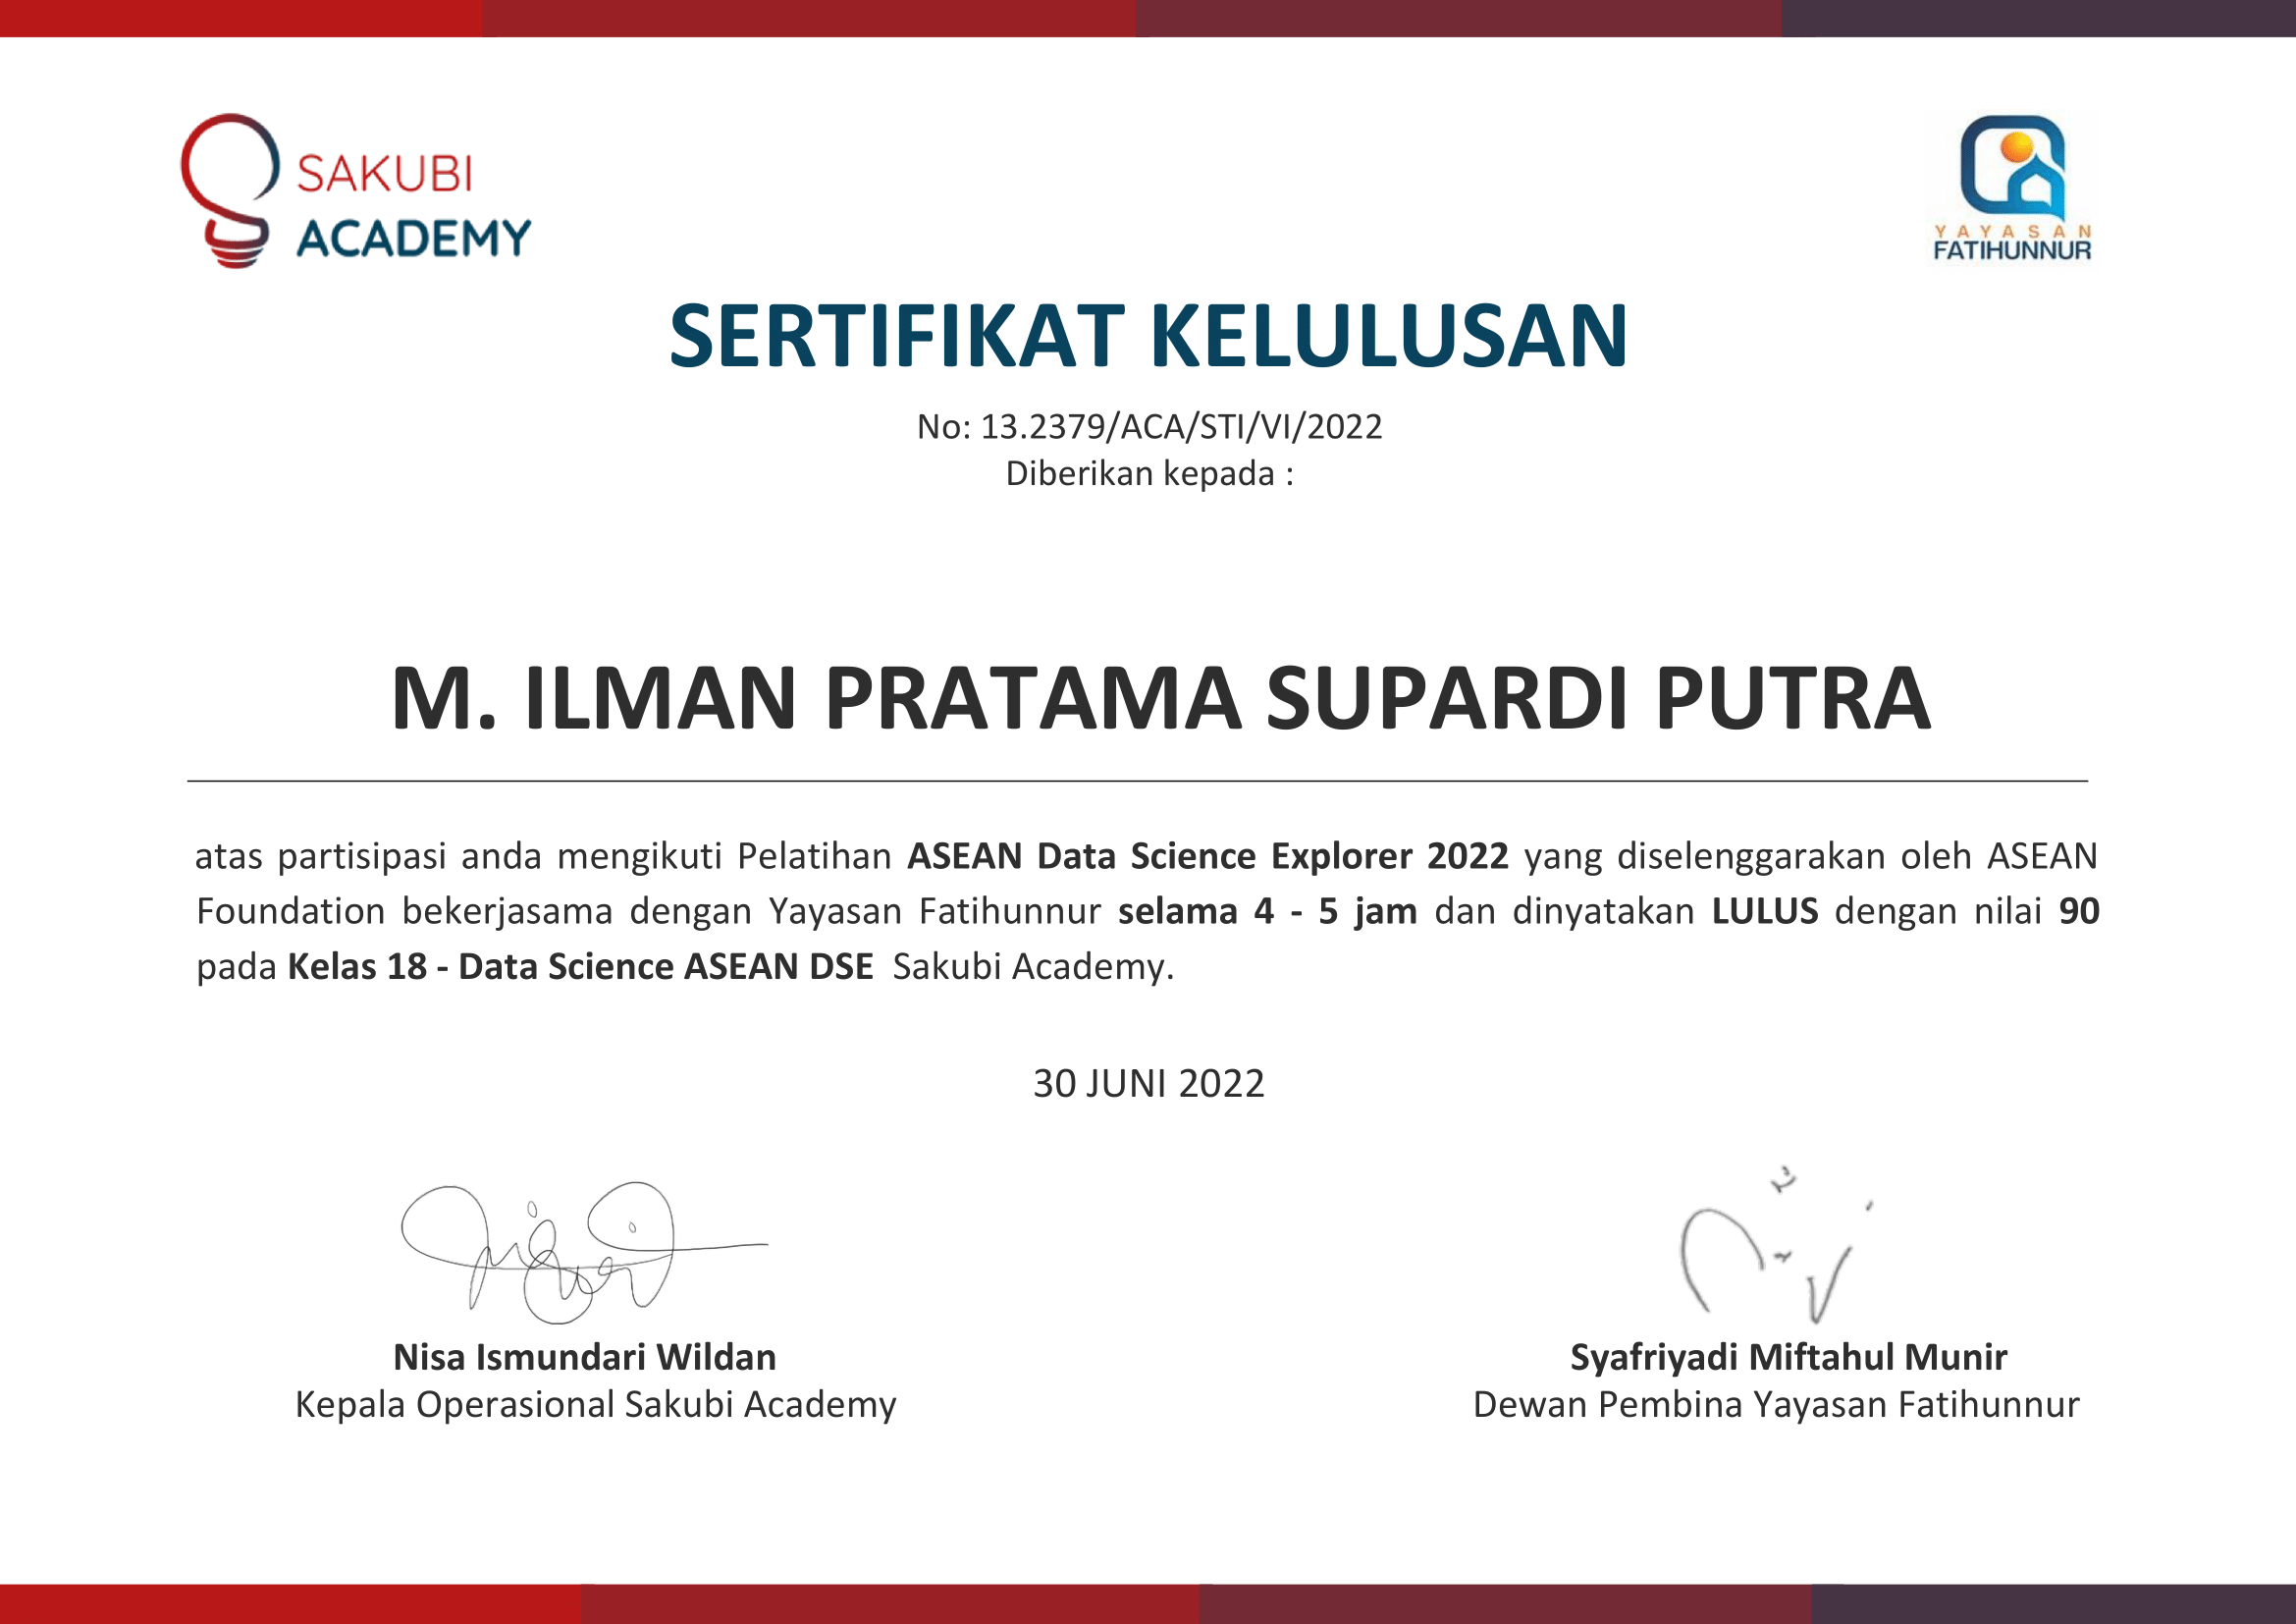 SAKUBI
ACADEMY
YAYASAN
FATIHUNNUR
SERTIFIKAT KELULUSAN
No: 13.2379/ACA/STI/VI/2022
Diberikan kepada :
M. ILMAN PRATAMA SUPARDI PUTRA
atas partisipasi anda mengikuti Pelatihan ASEAN Data Science Explorer 2022 yang diselenggarakan oleh ASEAN
Foundation bekerjasama dengan Yayasan Fatihunnur selama 4 - 5 jam dan dinyatakan LULUS dengan nilai 90
pada Kelas 18 - Data Science ASEAN DSE Sakubi Academy.
30 JUNI 2022
Nisa Ismundari Wildan
Kepala Operasional Sakubi Academy
Syafriyadi Miftahul Munir
Dewan Pembina Yayasan Fatihunnur